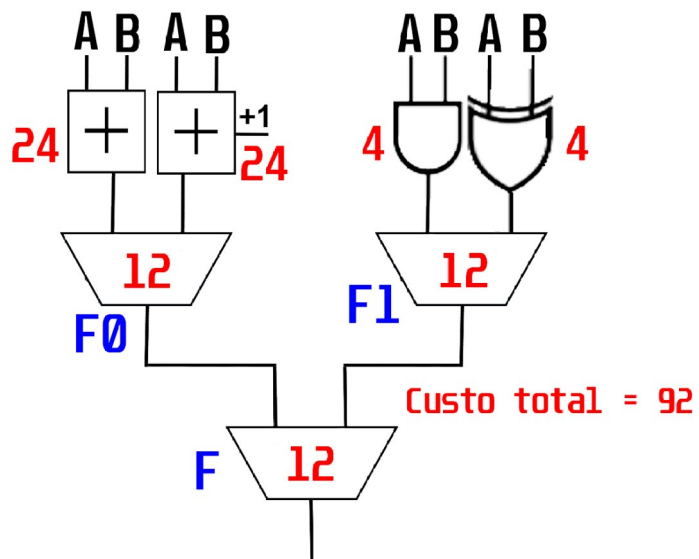 A B A B
A B A B
+ + +1
24 24
4 4
12 12
F0 F1
Custo total = 92
F 12